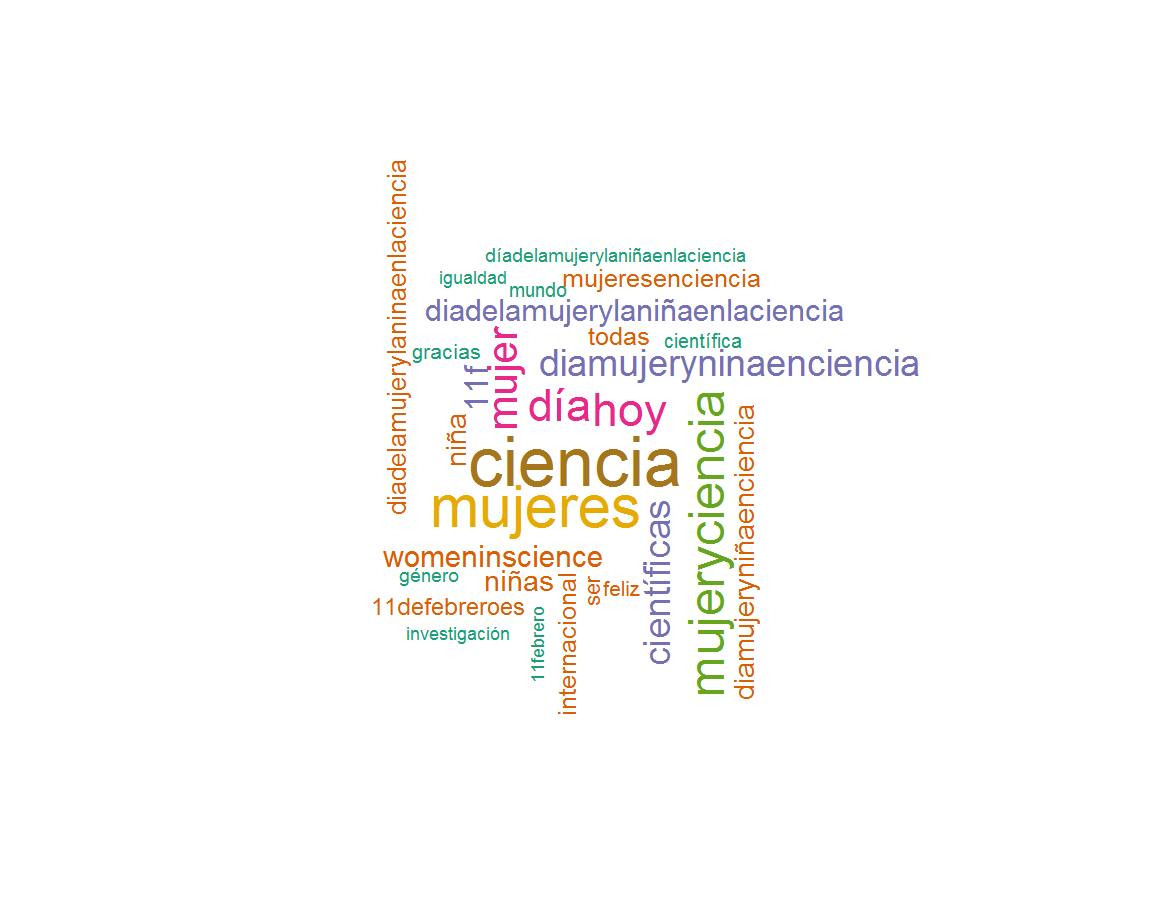 diadelamujerylaninaenlaciencia
díadelamujerylaniñaenlaciencia
igualdad
mundo
mujeresenciencia
diadelamujerylaniñaenlaciencia
todas
científica
gracias
diamujeryninaenciencia
11f
mujer
día
hoy
niña
ciencia
mujeres
mujeryciencia
diamujeryniñaenciencia
científicas
womeninscience
género
niñas
ser
feliz
11defebreroes
investigación
11febrero
internacional